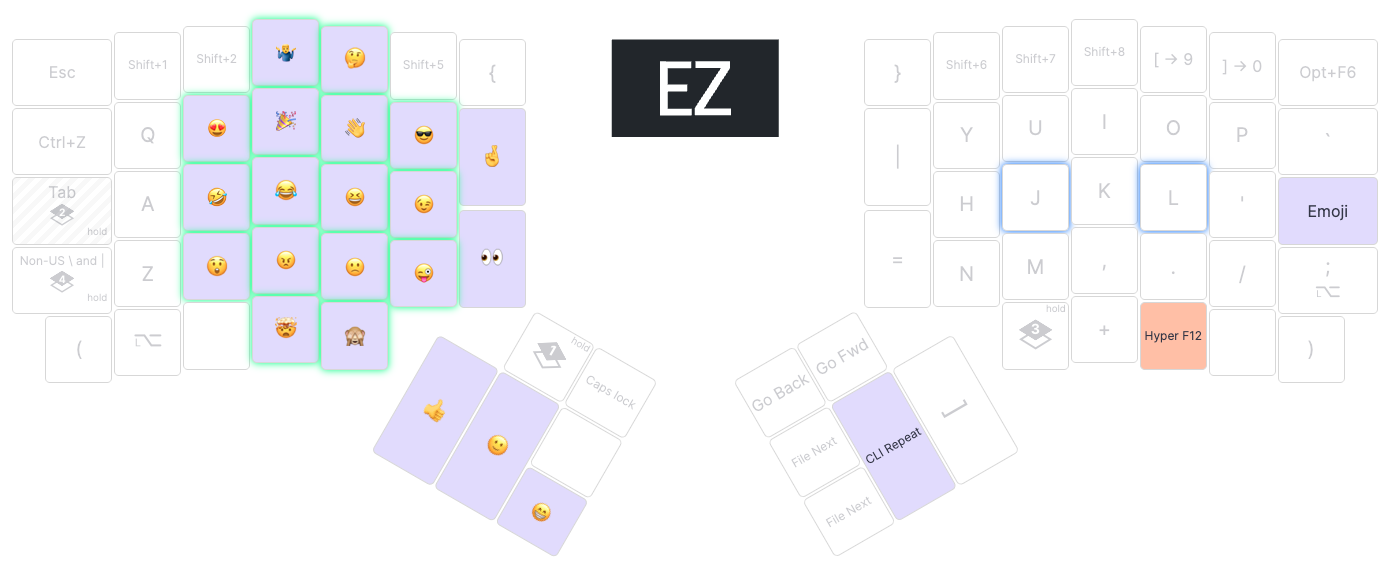 Esc
Shift+1
Shift+2
🤷‍♂️
🤔
Shift+5
{
EZ
}
Shift+6
Shift+7
Shift+8
[ → 9
] → 0
Opt+F6
Ctrl+Z
Q
😍
🎉
👋
😎
🤞
|
Y
U
I
O
P
`
Tab
2
hold
A
🤣
😂
😆
😉
H
J
K
L
'
Emoji
Non-US \ and |
4
hold
Z
😲
😠
🙁
😜
👀
=
N
M
,
.
/
;
⌥
(
⌥
🤯
🙈
hold
3
+
Hyper F12
)
👍
1
hold
Caps lock
🫡
😁
Go Back
Go Fwd
File Next
CLI Repeat
File Next